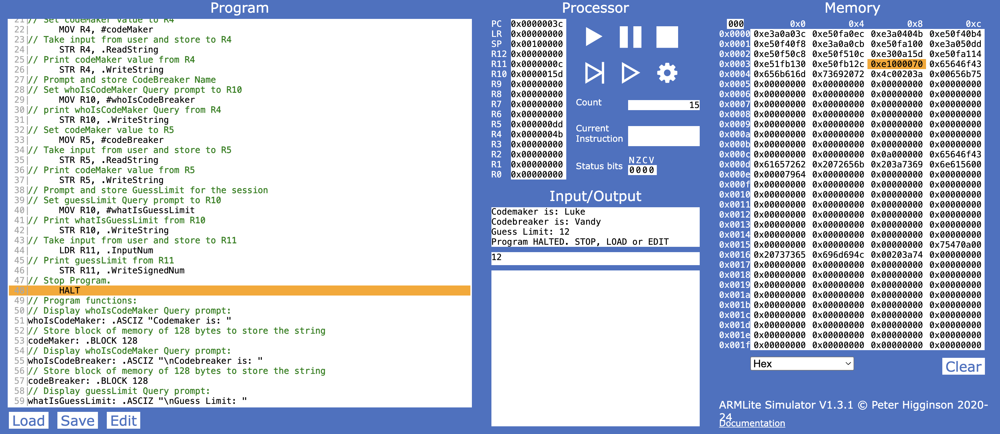 Program
21|// Set codeMaker value to R4
22|      MOV R4, #codeMaker
23|// Take input from user and store to R4
24|      STR R4, .ReadString
25|// Print codeMaker value from R4
26|      STR R4, .WriteString
27|// Prompt and store CodeBreaker Name
28|// Set whoIsCodeMaker Query prompt to R10
29|      MOV R10, #whoIsCodeBreaker
30|// print whoIsCodeMaker Query from R4
31|      STR R10, .WriteString
32|// Set codeMaker value to R5
33|      MOV R5, #codeBreaker
34|// Take input from user and store to R5
35|      STR R5, .ReadString
36|// Print codeMaker value from R5
37|      STR R5, .WriteString
38|// Prompt and store GuessLimit for the session
39|// Set guessLimit Query prompt to R10
40|      MOV R10, #whatIsGuessLimit
41|// Print whatIsGuessLimit from R10
42|      STR R10, .WriteString
43|// Take input from user and store to R11
44|      LDR R11, .InputNum
45|// Print guessLimit from R11
46|      STR R11, .WriteSignedNum
47|// Stop Program.
48|      HALT
49|// Program functions:
50|// Display whoIsCodeMaker Query prompt:
51|whoIsCodeMaker: .ASCIZ "Codemaker is: "
52|// Store block of memory of 128 bytes to store the string
53|codeMaker: .BLOCK 128
54|// Display whoIsCodeMaker Query prompt:
55|whoIsCodeBreaker: .ASCIZ "\nCodebreaker is: "
56|// Store block of memory of 128 bytes to store the string
57|codeBreaker: .BLOCK 128
58|// Display guessLimit Query prompt:
59|whatIsGuessLimit: .ASCIZ "\nGuess Limit: "
Load Save Edit
Processor
PC 0x0000003c
LR 0x00000000
SP 0x00100000
R12 0x00000000
R11 0x0000000c
R10 0x0000015d
R9 0x00000000
R8 0x00000000
R7 0x00000000
R6 0x00000000
R5 0x000000dd
R4 0x0000004b
R3 0x00000000
R2 0x00000000
R1 0x00000000
R0 0x00000000
Count 15
Current
Instruction
NZCV
Status bits 0000
Input/Output
Codemaker is: Luke
Codebreaker is: Vandy
Guess Limit: 12
Program HALTED. STOP, LOAD or EDIT
12
Memory
000 0x0 0x4 0x8 0xc
0x0000 0xe3a0a03c 0xe50fa0ec 0xe3a0404b 0xe50f40b4
0x0001 0xe50f40f8 0xe3a0a0cb 0xe50fa100 0xe3a050dd
0x0002 0xe50f50c8 0xe50f510c 0xe300a15d 0xe50fa114
0x0003 0xe51fb130 0xe50fb12c 0xe1000070 0x65646f43
0x0004 0x656b616d 0x73692072 0x4c00203a 0x00656b75
0x0005 0x00000000 0x00000000 0x00000000 0x00000000
0x0006 0x00000000 0x00000000 0x00000000 0x00000000
0x0007 0x00000000 0x00000000 0x00000000 0x00000000
0x0008 0x00000000 0x00000000 0x00000000 0x00000000
0x0009 0x00000000 0x00000000 0x00000000 0x00000000
0x000a 0x00000000 0x00000000 0x00000000 0x00000000
0x000b 0x00000000 0x00000000 0x00000000 0x00000000
0x000c 0x00000000 0x00000000 0x0a000000 0x65646f43
0x000d 0x61657262 0x2072656b 0x203a7369 0x6e615600
0x000e 0x00007964 0x00000000 0x00000000 0x00000000
0x000f 0x00000000 0x00000000 0x00000000 0x00000000
0x0010 0x00000000 0x00000000 0x00000000 0x00000000
0x0011 0x00000000 0x00000000 0x00000000 0x00000000
0x0012 0x00000000 0x00000000 0x00000000 0x00000000
0x0013 0x00000000 0x00000000 0x00000000 0x00000000
0x0014 0x00000000 0x00000000 0x00000000 0x00000000
0x0015 0x00000000 0x00000000 0x00000000 0x75470a00
0x0016 0x20737365 0x696d694c 0x00203a74 0x00000000
0x0017 0x00000000 0x00000000 0x00000000 0x00000000
0x0018 0x00000000 0x00000000 0x00000000 0x00000000
0x0019 0x00000000 0x00000000 0x00000000 0x00000000
0x001a 0x00000000 0x00000000 0x00000000 0x00000000
0x001b 0x00000000 0x00000000 0x00000000 0x00000000
0x001c 0x00000000 0x00000000 0x00000000 0x00000000
0x001d 0x00000000 0x00000000 0x00000000 0x00000000
0x001e 0x00000000 0x00000000 0x00000000 0x00000000
0x001f 0x00000000 0x00000000 0x00000000 0x00000000
Hex Clear
ARMLite Simulator V1.3.1 © Peter Higginson 2020-
24
Documentation